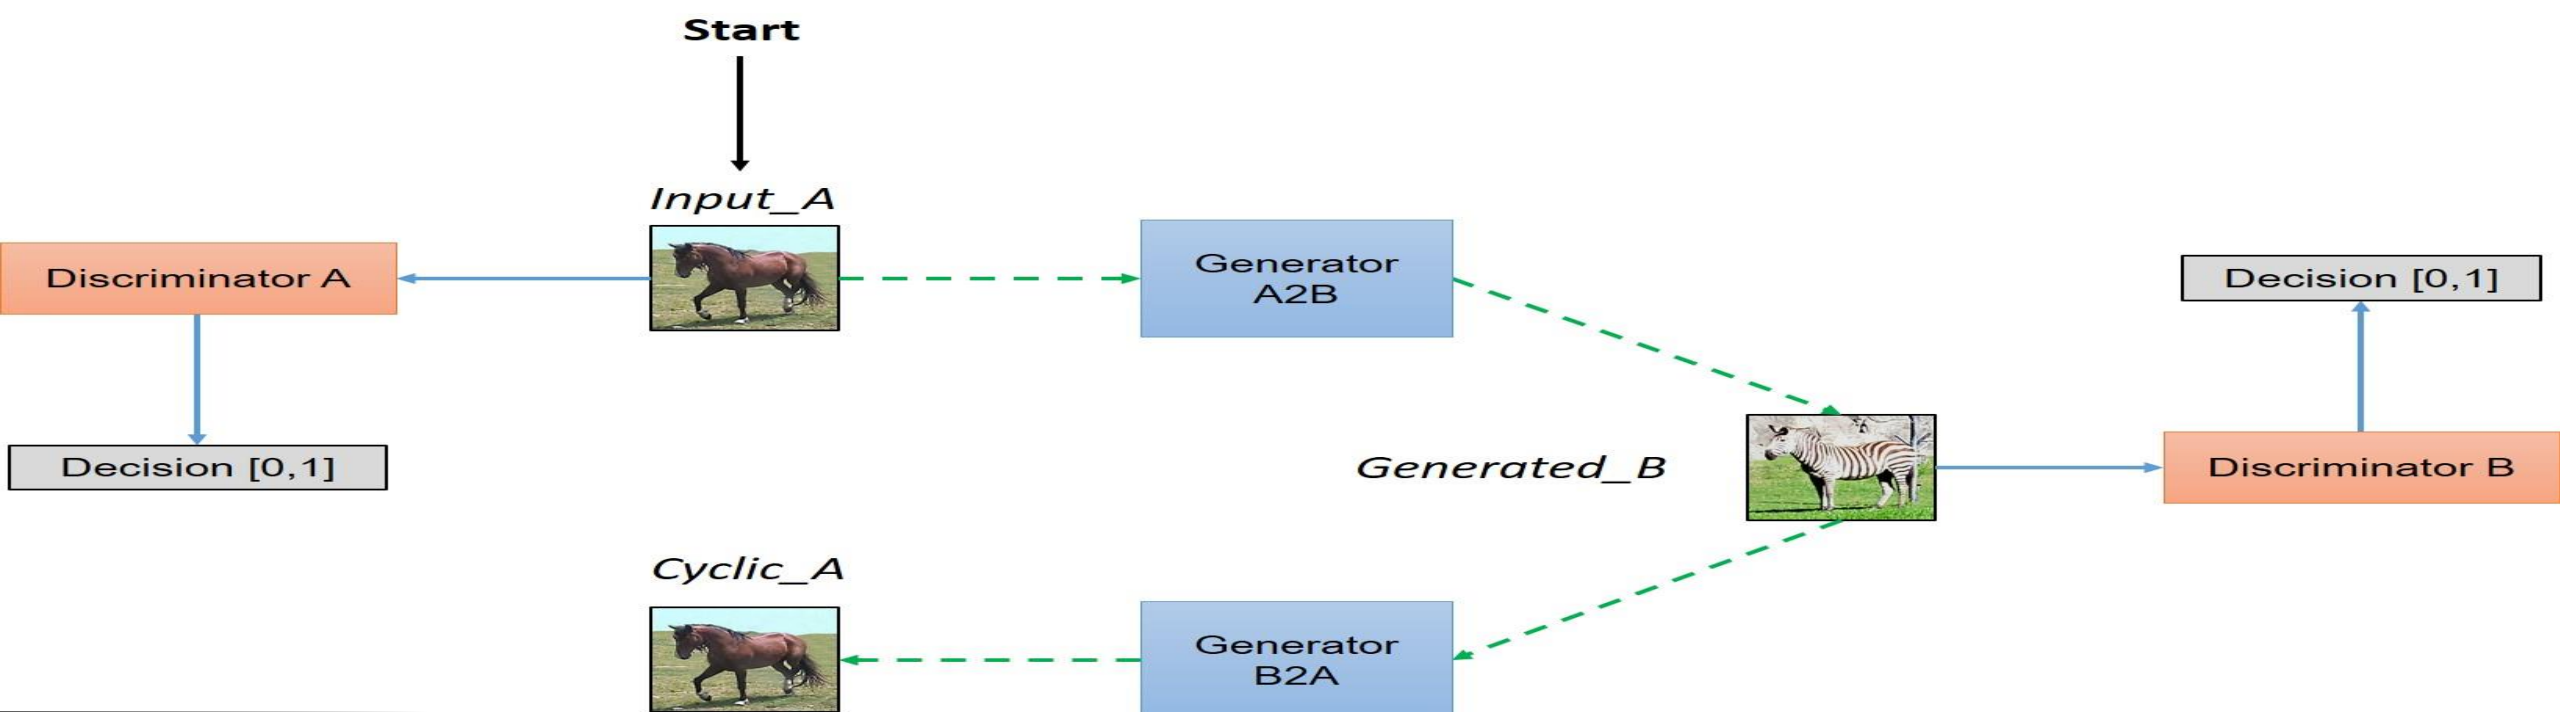 Start
Input_A
Discriminator A
Generator
A2B
Decision [0,1]
Decision [0,1]
Generated_B
Discriminator B
Cyclic_A
Generator
B2A